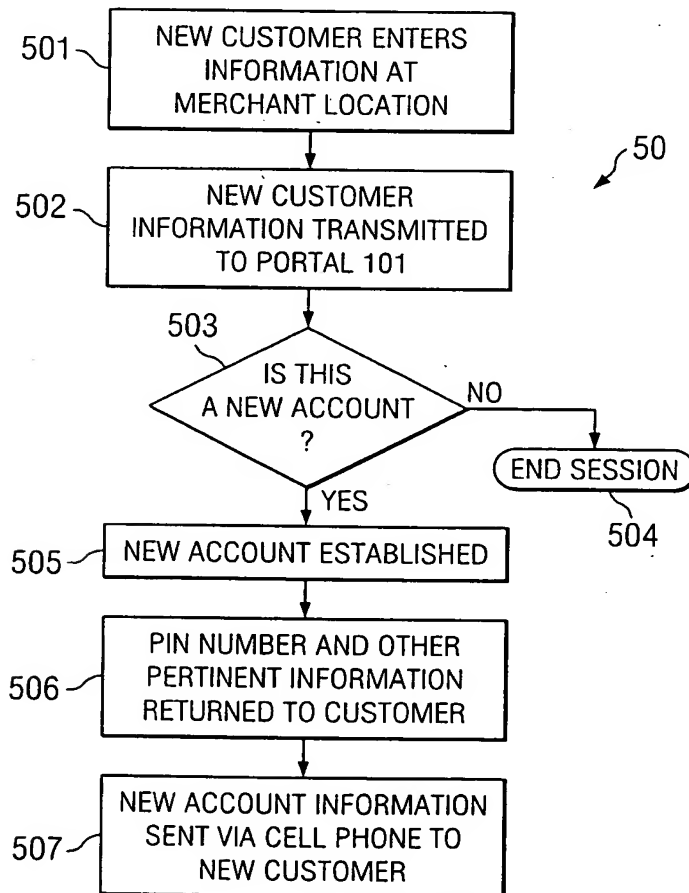 501
NEW CUSTOMER ENTERS
INFORMATION AT
MERCHANT LOCATION
50
502
NEW CUSTOMER
INFORMATION TRANSMITTED
TO PORTAL 101
503
IS THIS
A NEW ACCOUNT
?
NO
END SESSION
504
YES
505
NEW ACCOUNT ESTABLISHED
506
PIN NUMBER AND OTHER
PERTINENT INFORMATION
RETURNED TO CUSTOMER
507
NEW ACCOUNT INFORMATION
SENT VIA CELL PHONE TO
NEW CUSTOMER